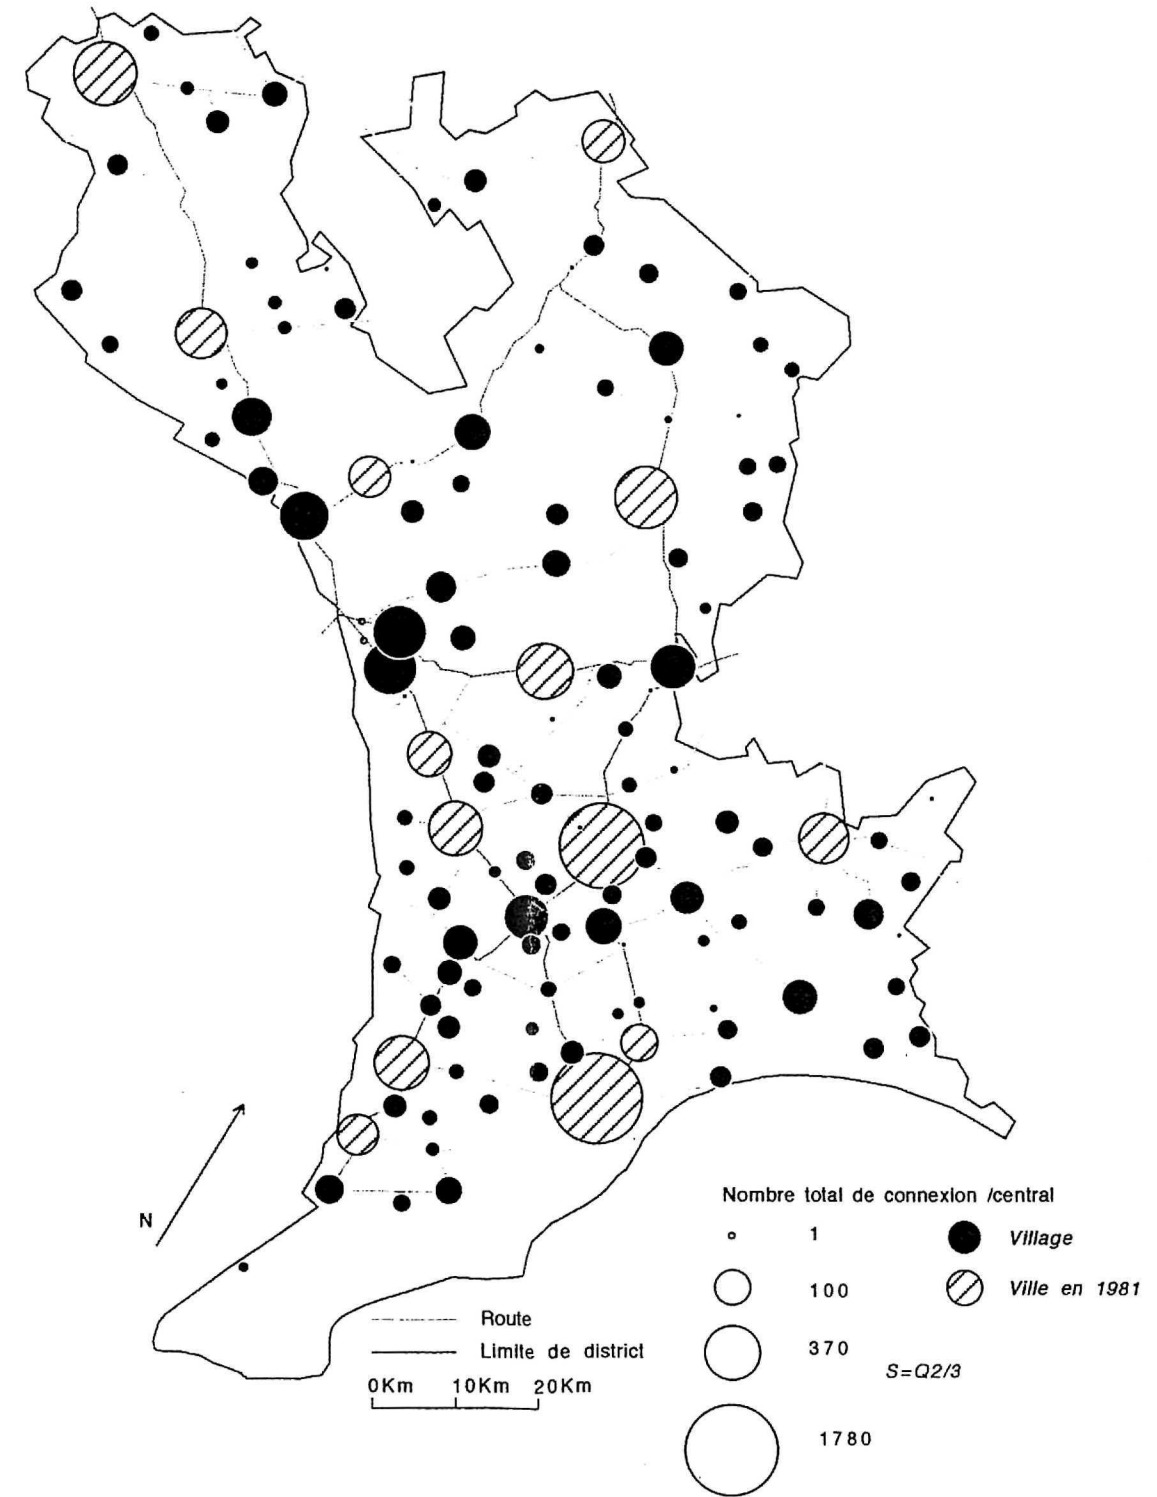 N
Nombre total de connexion /central
1
Village
100
Ville en 1981
370
S=Q2/3
1780
Route
Limite de district
0Km 10Km 20Km